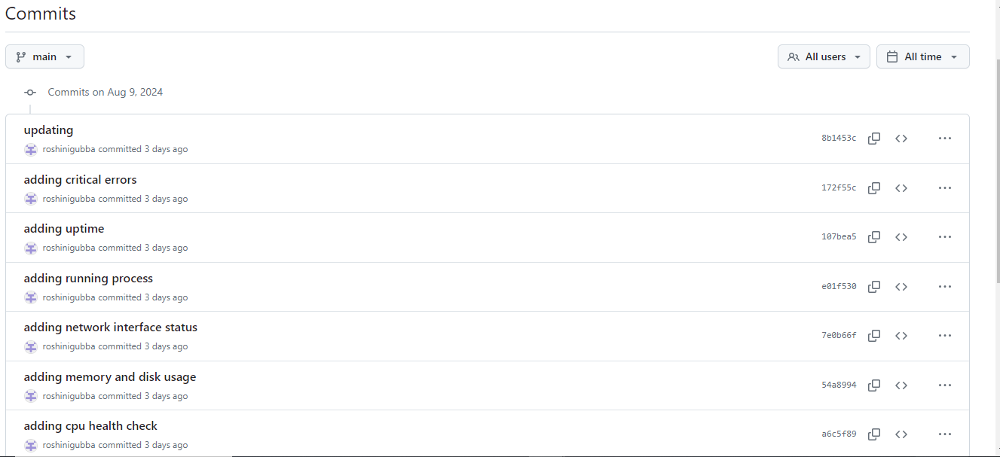 Commits
main
All users
All time
Commits on Aug 9, 2024
updating
8b1453c
roshinigubba committed 3 days ago
adding critical errors
172f55c
roshinigubba committed 3 days ago
adding uptime
107bea5
roshinigubba committed 3 days ago
adding running process
e01f530
roshinigubba committed 3 days ago
adding network interface status
7e0b66f
roshinigubba committed 3 days ago
adding memory and disk usage
54a8994
roshinigubba committed 3 days ago
adding cpu health check
a6c5f89
roshinigubba committed 3 days ago